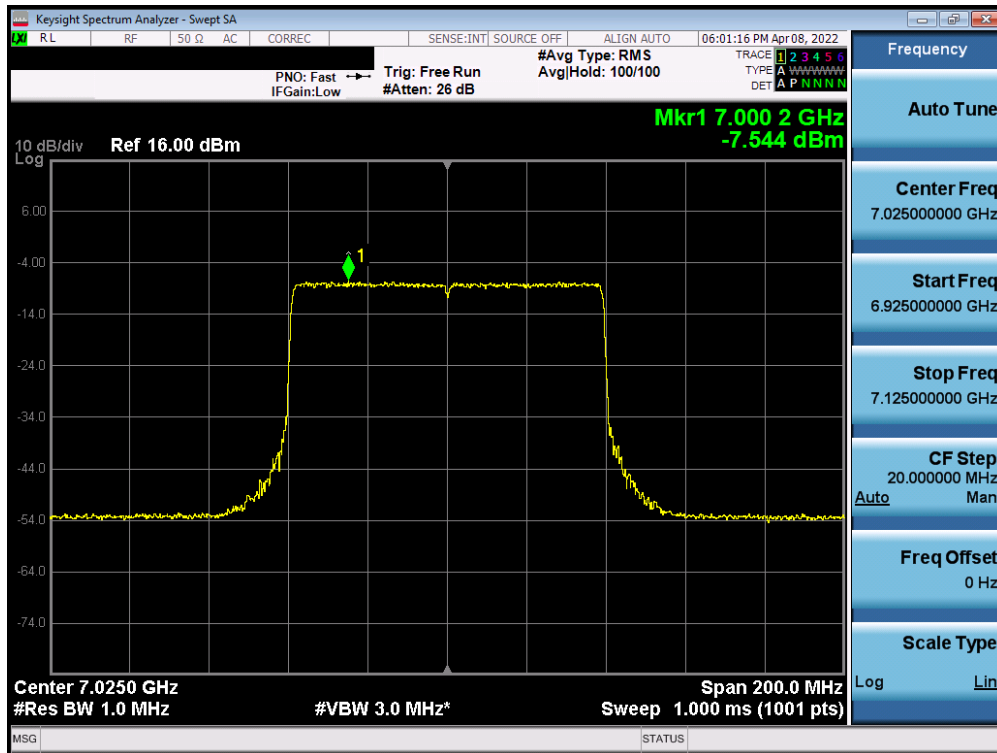 Keysight Spectrum Analyzer - Swept SA
LXI RL RF 50 Ω AC CORREC SENSE:INT SOURCE OFF ALIGN AUTO 06:01:16 PM Apr 08, 2022
PNO: Fast
IFGain:Low
Trig: Free Run
#Atten: 26 dB
#Avg Type: RMS
Avg|Hold: 100/100
TRACE 1 2 3 4 5 6
TYPE A WWWWWW
DET A P N N N N
Mkr1 7.000 2 GHz
-7.544 dBm
10 dB/div Ref 16.00 dBm
Log
6.00
1
-4.00
-14.0
-24.0
-34.0
-44.0
-54.0
-64.0
-74.0
Center 7.0250 GHz Span 200.0 MHz
#Res BW 1.0 MHz #VBW 3.0 MHz* Sweep 1.000 ms (1001 pts)
MSG STATUS
Frequency
Auto Tune
Center Freq
7.025000000 GHz
Start Freq
6.925000000 GHz
Stop Freq
7.125000000 GHz
CF Step
20.000000 MHz
Auto Man
Freq Offset
0 Hz
Scale Type
Log Lin